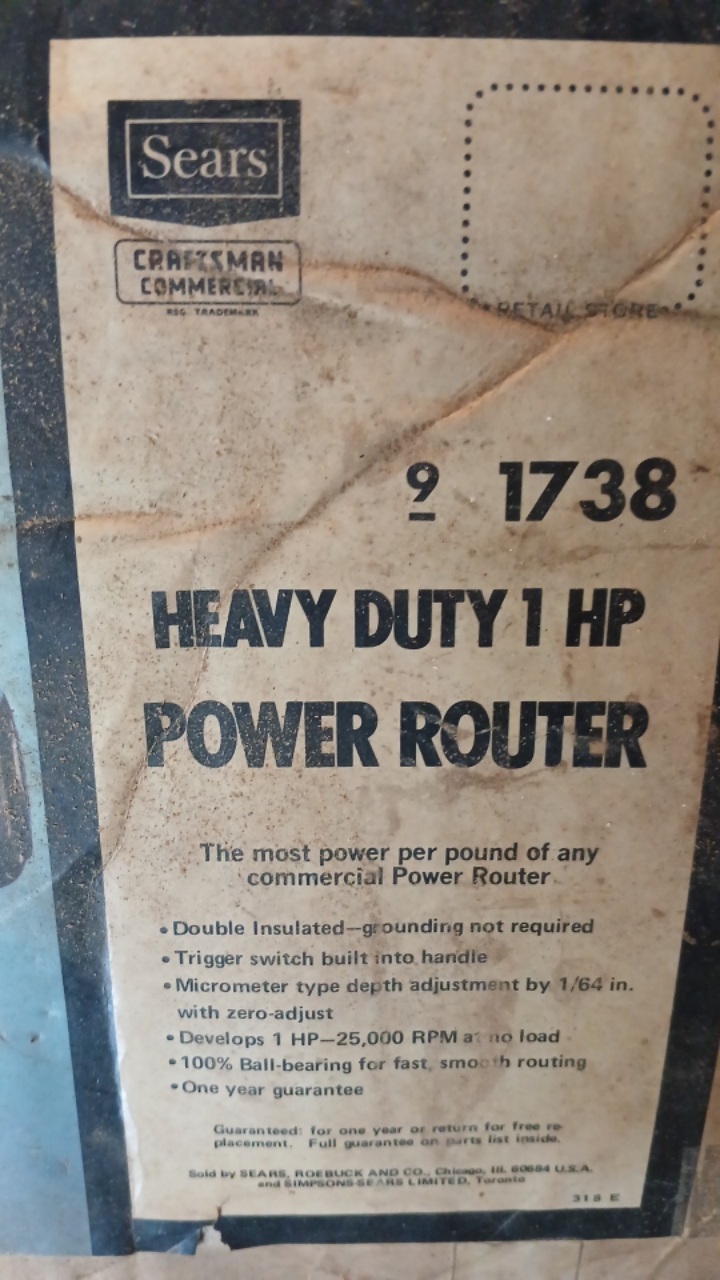 Sears
CRAFTSMAN
COMMERCIAL
REG. TRADEMARK
RETAIL STORE
9 1738
HEAVY DUTY 1 HP
POWER ROUTER
The most power per pound of any
commercial Power Router.
• Double Insulated—grounding not required
• Trigger switch built into handle
• Micrometer type depth adjustment by 1/64 in.
with zero-adjust
• Develops 1 HP—25,000 RPM at no load
• 100% Ball-bearing for fast, smooth routing
• One year guarantee
Guaranteed: for one year or return for free re-
placement. Full guarantee on parts list inside.
Sold by SEARS, ROEBUCK AND CO., Chicago, Ill. 60684 U.S.A.
and SIMPSONS-SEARS LIMITED, Toronto
318 E